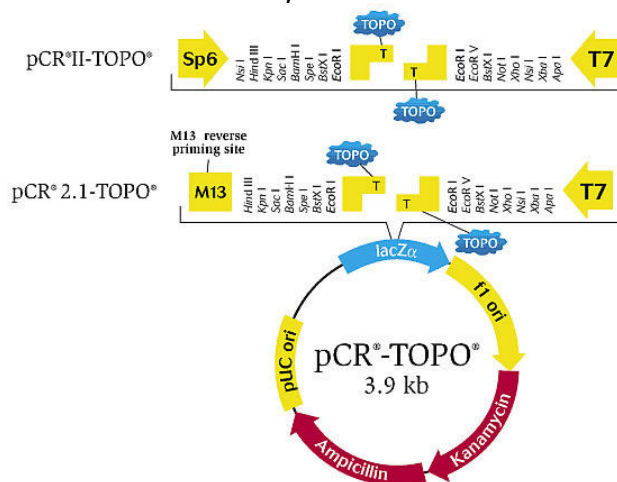 pCR®II-TOPO®
Sp6
Nsi I
Hind III
Kpn I
Sac I
BamH I
Spe I
BstX I
EcoR I
TOPO
T
T
TOPO
EcoR I
EcoR V
BstX I
Not I
Xho I
Nsi I
Xba I
Apa I
T7
M13 reverse
priming site
pCR®2.1-TOPO®
M13
Hind III
Kpn I
Sac I
BamH I
Spe I
BstX I
EcoR I
TOPO
T
T
TOPO
EcoR I
EcoR V
BstX I
Not I
Xho I
Nsi I
Xba I
Apa I
T7
lacZα
f1 ori
pUC ori
pCR®-TOPO®
3.9 kb
Kanamycin
Ampicillin